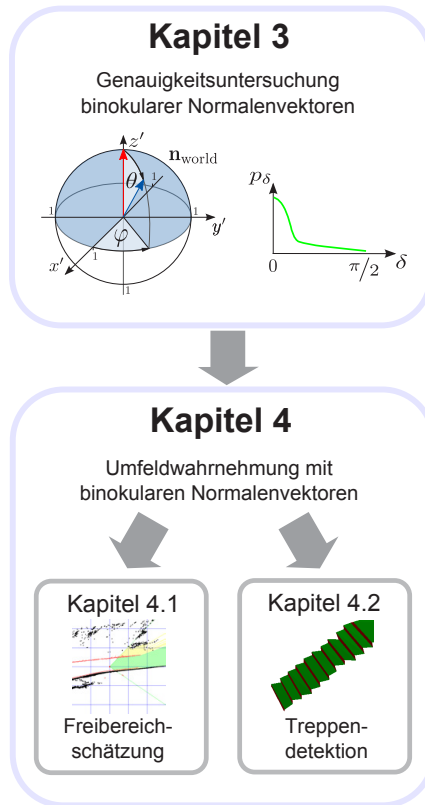 Kapitel 3
Genauigkeitsuntersuchung
binokularer Normalenvektoren
z′
n_world
θ
1
1
1
y′
φ
x′
1
1
p_δ
0
π/2
δ
Kapitel 4
Umfeldwahrnehmung mit
binokularen Normalenvektoren
Kapitel 4.1
Freibereich-
schätzung
Kapitel 4.2
Treppen-
detektion